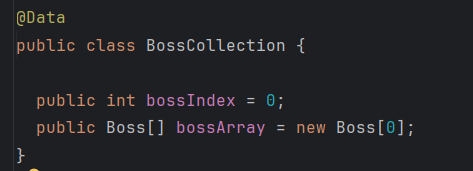 @Data
public class BossCollection {
public int bossIndex = 0;
public Boss[] bossArray = new Boss[0];
}